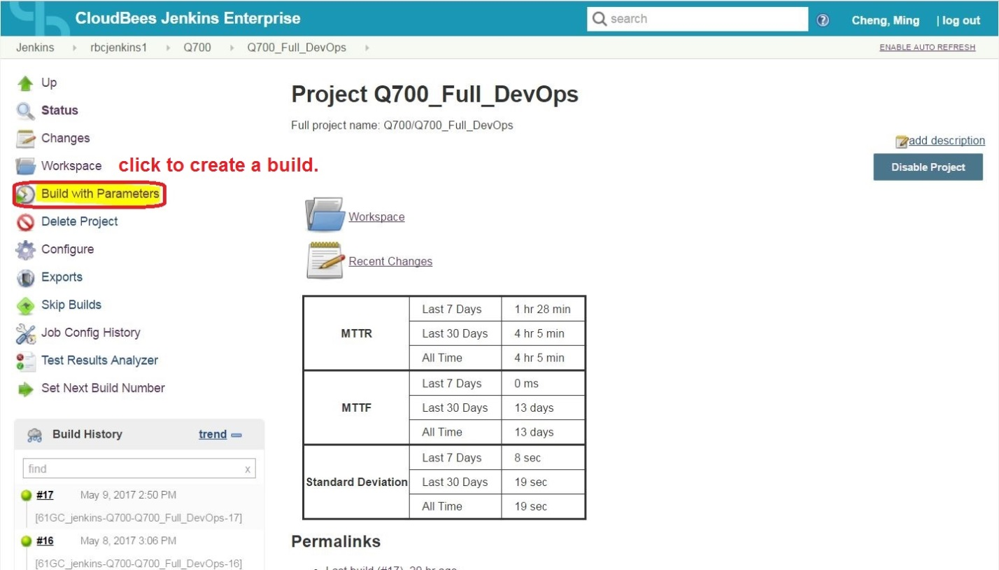 CloudBees Jenkins Enterprise
search
Cheng, Ming | log out
Jenkins rbcjenkins1 Q700 Q700_Full_DevOps
ENABLE AUTO REFRESH
Up
Status
Changes
Workspace
click to create a build.
Build with Parameters
Delete Project
Configure
Exports
Skip Builds
Job Config History
Test Results Analyzer
Set Next Build Number
Build History trend
find x
#17 May 9, 2017 2:50 PM
[61GC_jenkins-Q700-Q700_Full_DevOps-17]
#16 May 8, 2017 3:06 PM
[61GC_jenkins-Q700-Q700_Full_DevOps-16]
Project Q700_Full_DevOps
Full project name: Q700/Q700_Full_DevOps
add description
Disable Project
Workspace
Recent Changes
MTTR
Last 7 Days 1 hr 28 min
Last 30 Days 4 hr 5 min
All Time 4 hr 5 min
MTTF
Last 7 Days 0 ms
Last 30 Days 13 days
All Time 13 days
Standard Deviation
Last 7 Days 8 sec
Last 30 Days 19 sec
All Time 19 sec
Permalinks
Last build (#17), 20 hr ago